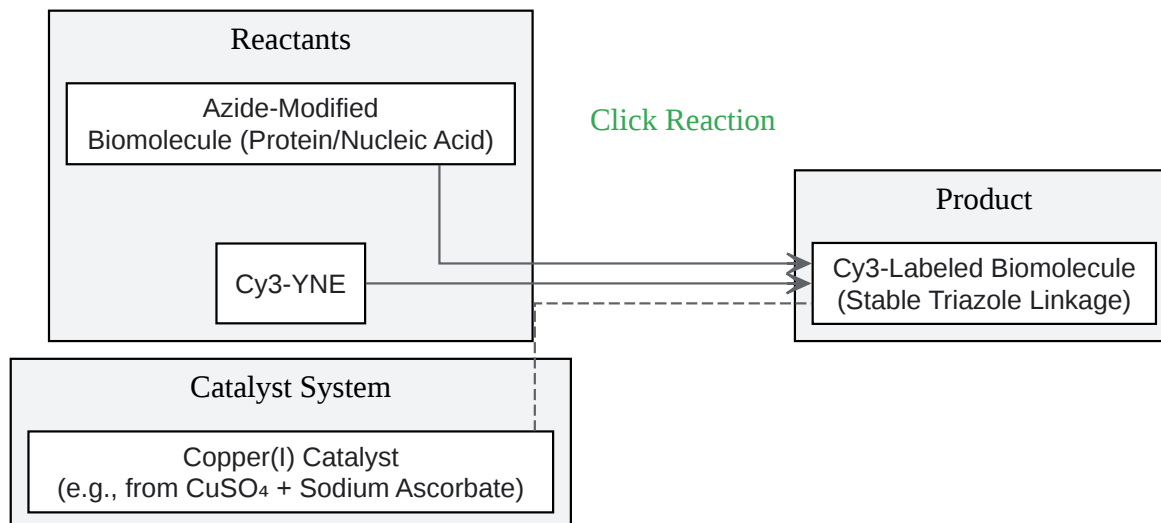 Reactants
Azide-Modified
Biomolecule (Protein/Nucleic Acid)
Click Reaction
Product
Cy3-YNE
Cy3-Labeled Biomolecule
(Stable Triazole Linkage)
Catalyst System
Copper(I) Catalyst
(e.g., from CuSO₄ + Sodium Ascorbate)